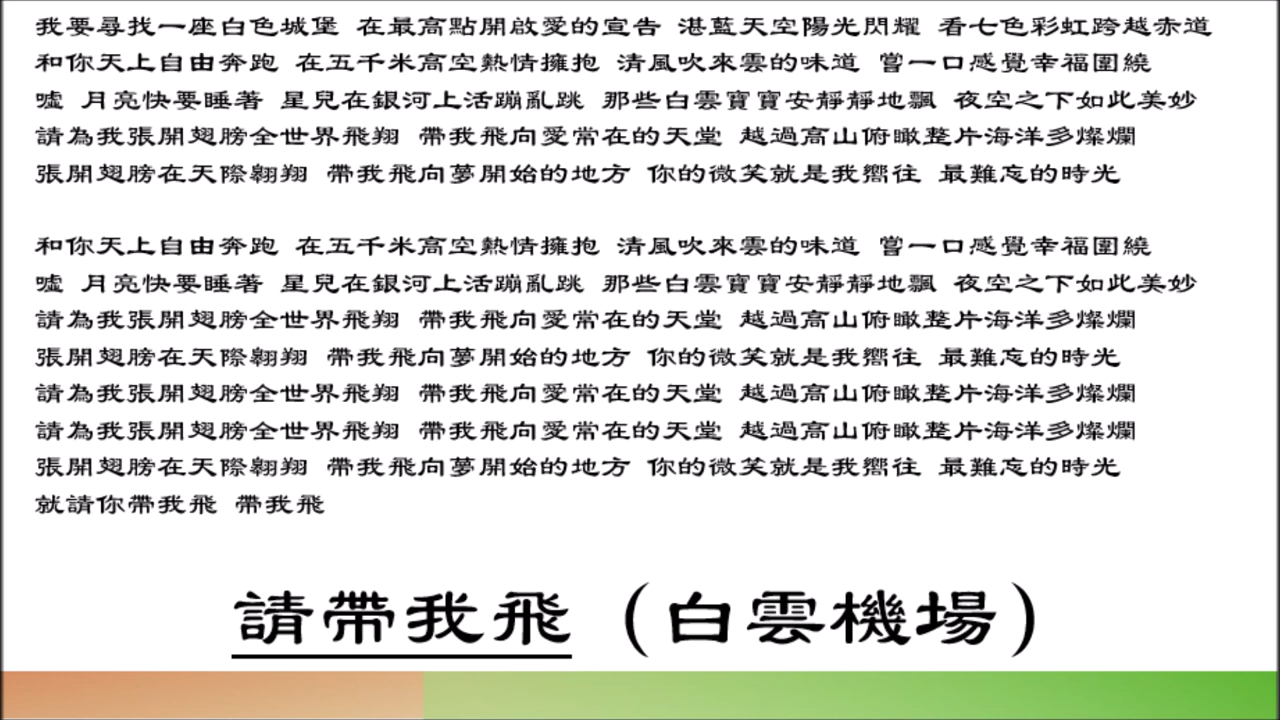 我要尋找一座白色城堡 在最高點開啟愛的宣告 湛藍天空陽光閃耀 看七色彩虹跨越赤道
和你天上自由奔跑 在五千米高空熱情擁抱 清風吹來雲的味道 嘗一口感覺幸福圍繞
噓 月亮快要睡著 星兒在銀河上活蹦亂跳 那些白雲寶寶安靜靜地飄 夜空之下如此美妙
請為我張開翅膀全世界飛翔 帶我飛向愛常在的天堂 越過高山俯瞰整片海洋多燦爛
張開翅膀在天際翱翔 帶我飛向夢開始的地方 你的微笑就是我嚮往 最難忘的時光
和你天上自由奔跑 在五千米高空熱情擁抱 清風吹來雲的味道 嘗一口感覺幸福圍繞
噓 月亮快要睡著 星兒在銀河上活蹦亂跳 那些白雲寶寶安靜靜地飄 夜空之下如此美妙
請為我張開翅膀全世界飛翔 帶我飛向愛常在的天堂 越過高山俯瞰整片海洋多燦爛
張開翅膀在天際翱翔 帶我飛向夢開始的地方 你的微笑就是我嚮往 最難忘的時光
請為我張開翅膀全世界飛翔 帶我飛向愛常在的天堂 越過高山俯瞰整片海洋多燦爛
請為我張開翅膀全世界飛翔 帶我飛向愛常在的天堂 越過高山俯瞰整片海洋多燦爛
張開翅膀在天際翱翔 帶我飛向夢開始的地方 你的微笑就是我嚮往 最難忘的時光
就請你帶我飛 帶我飛
請帶我飛（白雲機場）